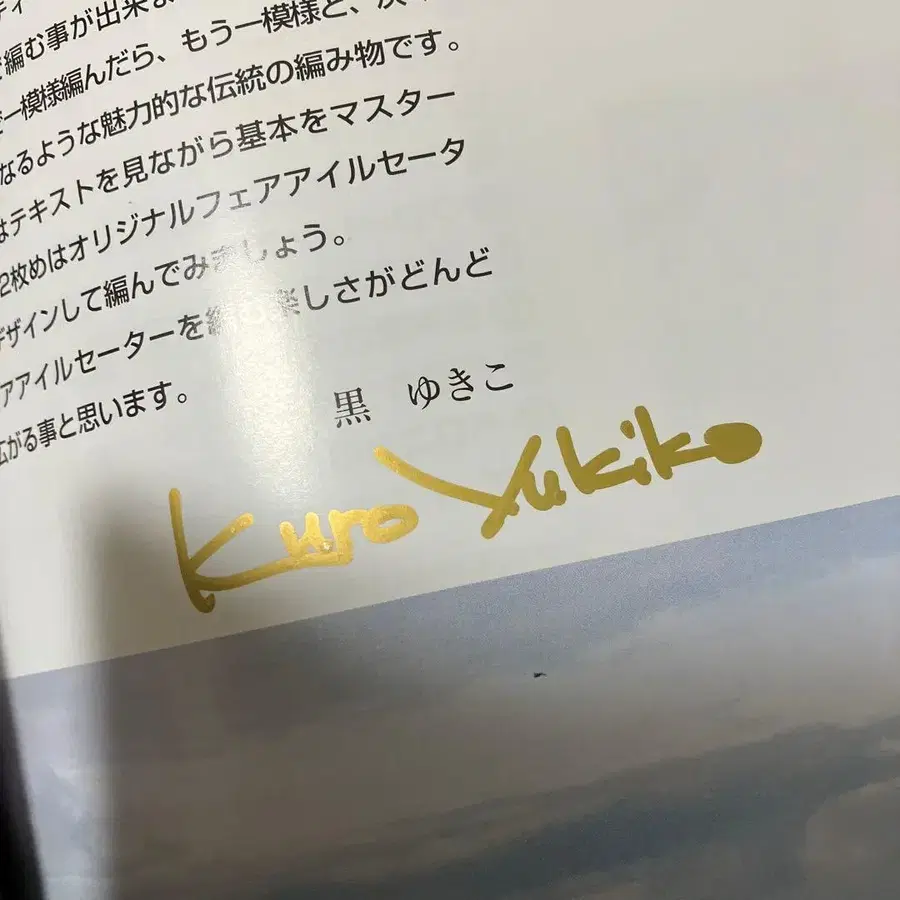 編む事が出来ま
一模様編んだら、もう一模様と、次々
なるような魅力的な伝統の編み物です。
はテキストを見ながら基本をマスター
2枚めはオリジナルフェアアイルセータ
デザインして編んでみましょう。
アアイルセーターを編む楽しさがどんど
広がる事と思います。
黒 ゆきこ
Kuro Yukiko